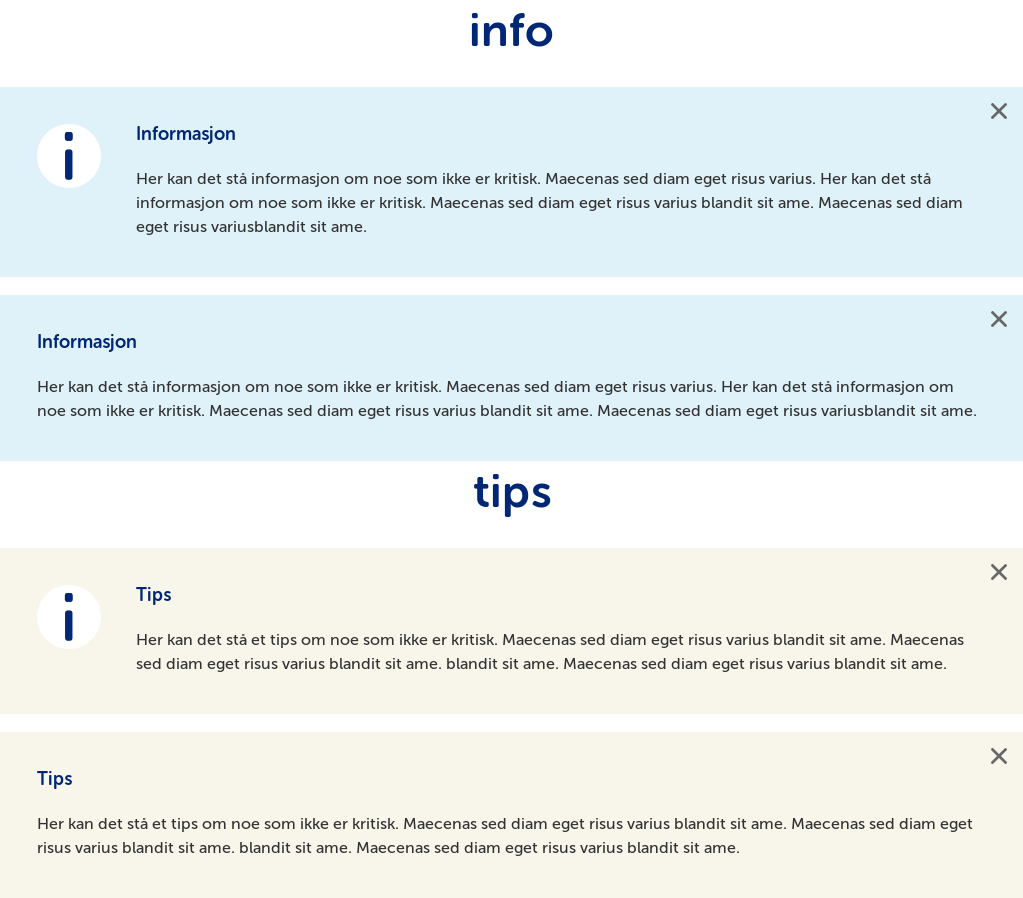 info
Informasjon
Her kan det stå informasjon om noe som ikke er kritisk. Maecenas sed diam eget risus varius. Her kan det stå
informasjon om noe som ikke er kritisk. Maecenas sed diam eget risus varius blandit sit ame. Maecenas sed diam
eget risus variusblandit sit ame.
Informasjon
Her kan det stå informasjon om noe som ikke er kritisk. Maecenas sed diam eget risus varius. Her kan det stå informasjon om
noe som ikke er kritisk. Maecenas sed diam eget risus varius blandit sit ame. Maecenas sed diam eget risus variusblandit sit ame.
tips
Tips
Her kan det stå et tips om noe som ikke er kritisk. Maecenas sed diam eget risus varius blandit sit ame. Maecenas
sed diam eget risus varius blandit sit ame. blandit sit ame. Maecenas sed diam eget risus varius blandit sit ame.
Tips
Her kan det stå et tips om noe som ikke er kritisk. Maecenas sed diam eget risus varius blandit sit ame. Maecenas sed diam eget
risus varius blandit sit ame. blandit sit ame. Maecenas sed diam eget risus varius blandit sit ame.